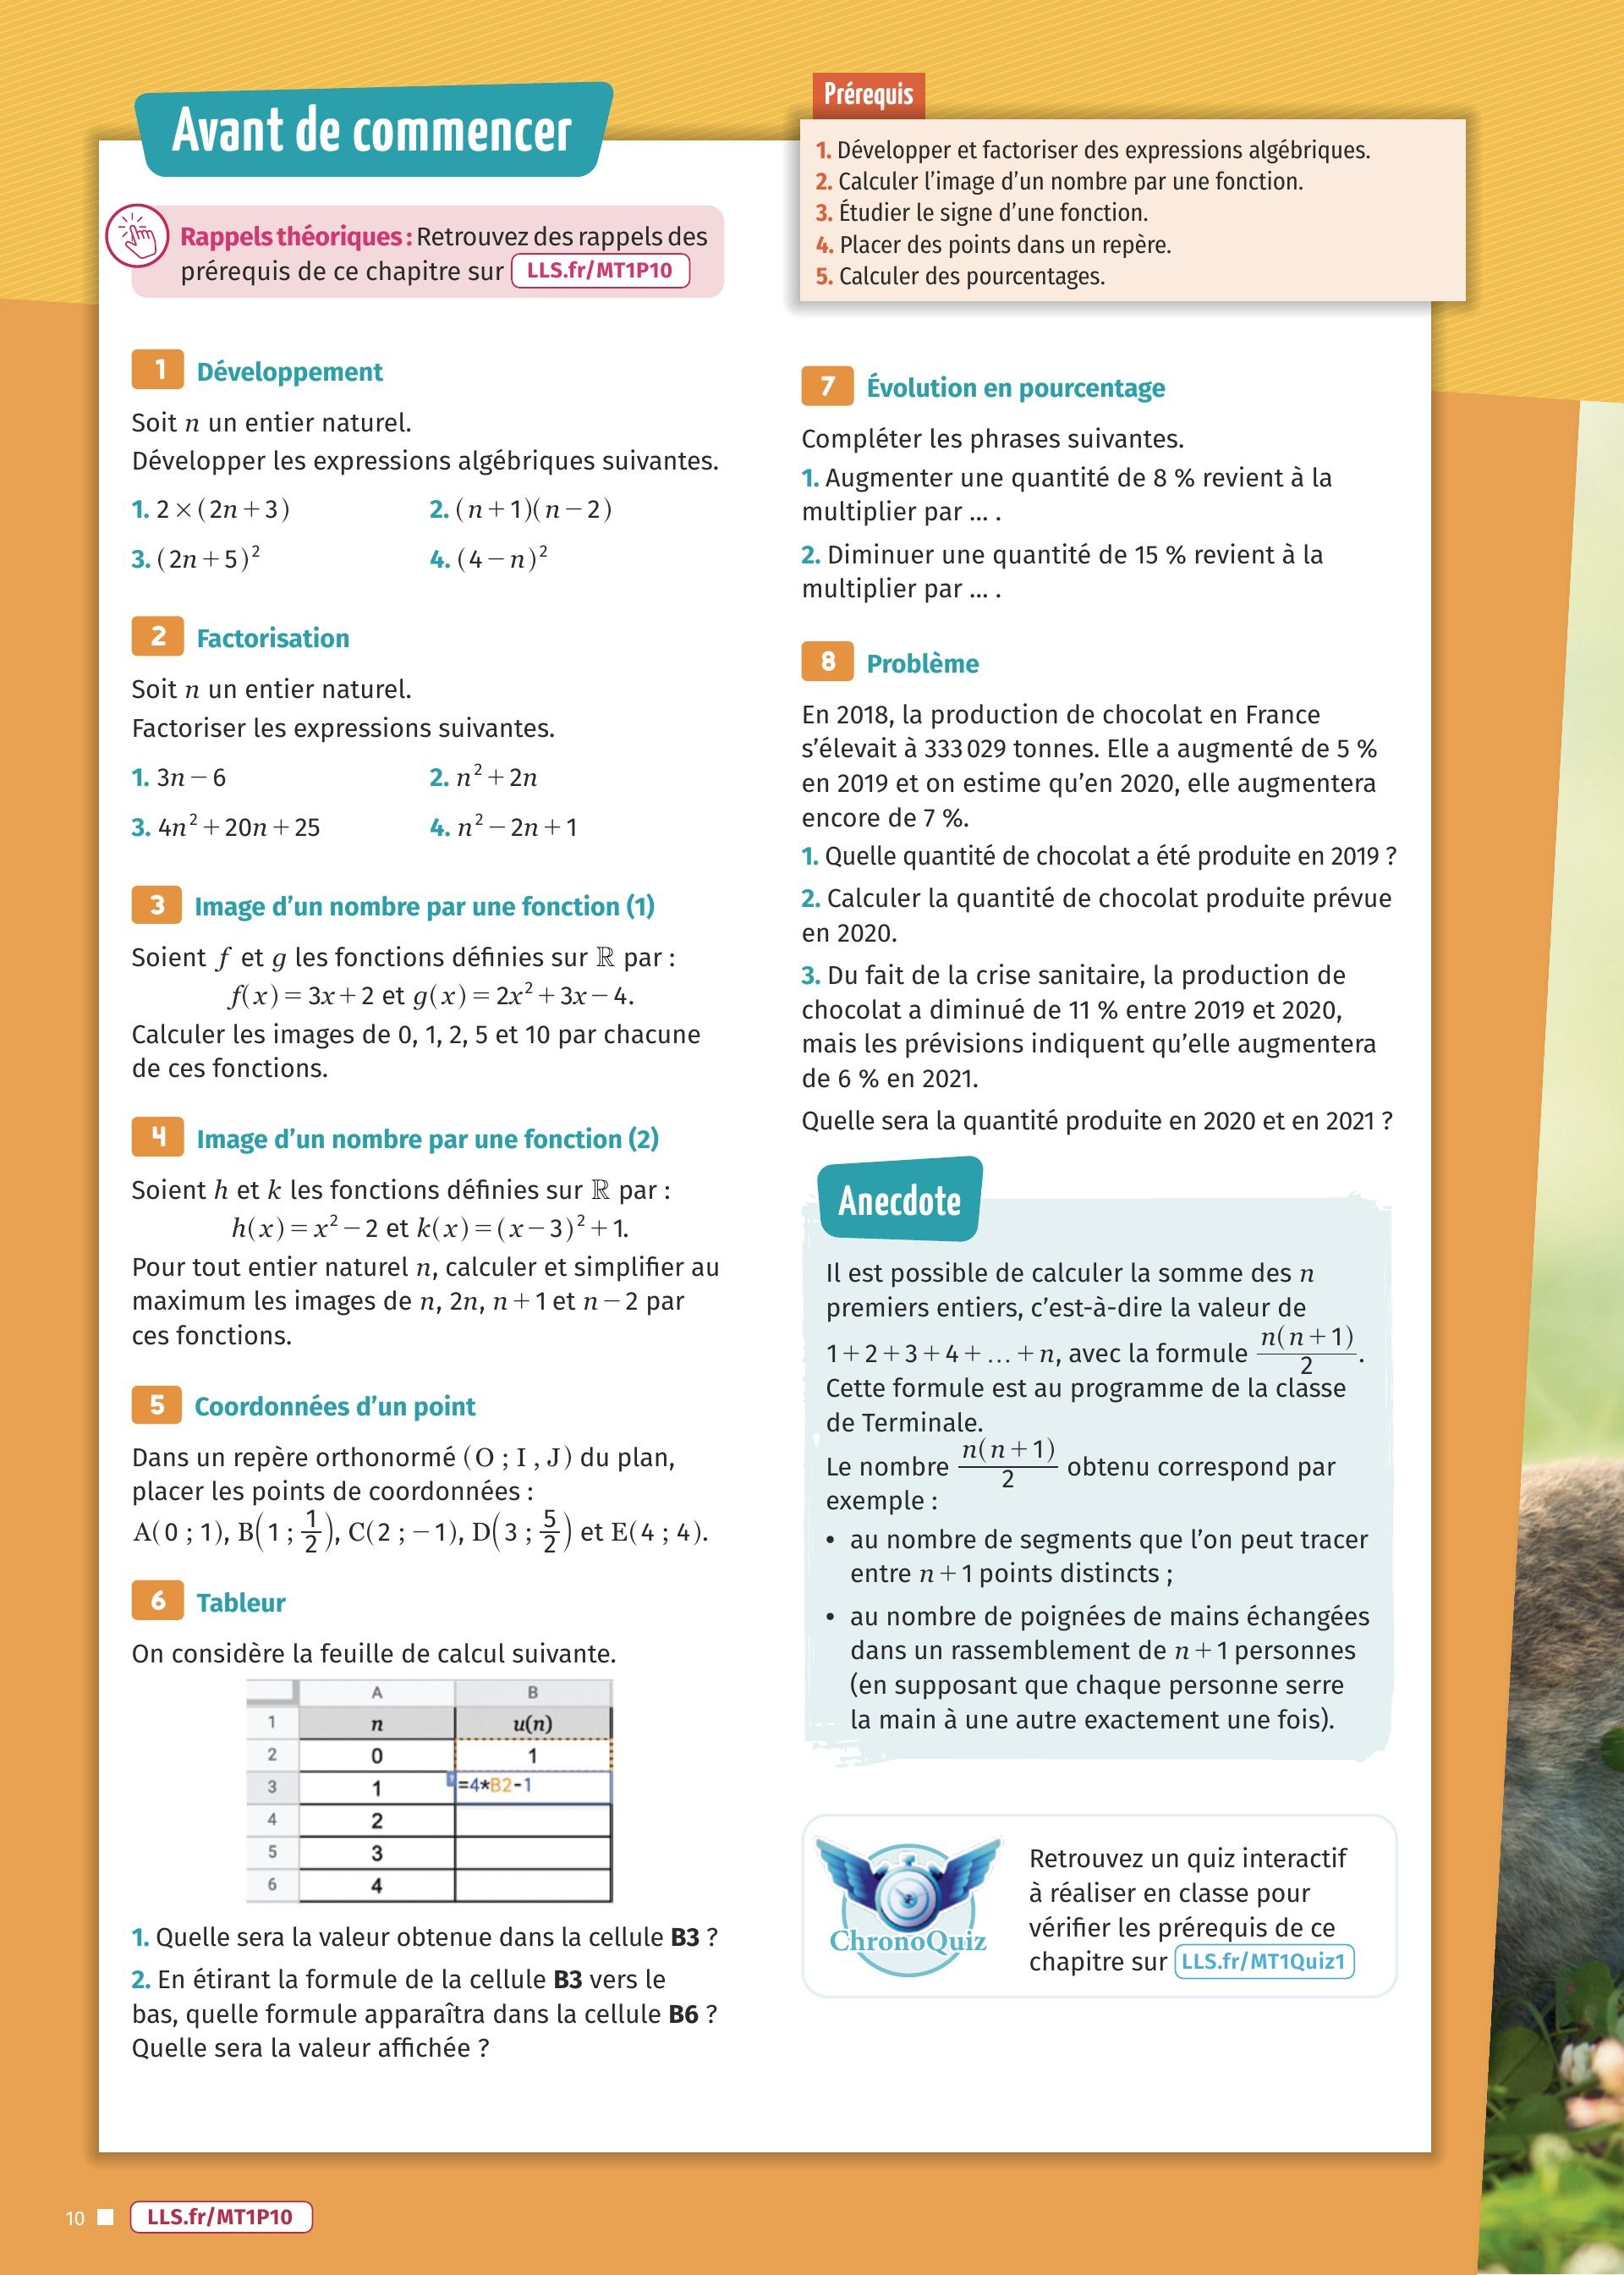 Avant de commencer
Rappels théoriques : Retrouvez des rappels des
prérequis de ce chapitre sur LLS.fr/MT1P10
Prérequis
1. Développer et factoriser des expressions algébriques.
2. Calculer l'image d'un nombre par une fonction.
3. Étudier le signe d'une fonction.
4. Placer des points dans un repère.
5. Calculer des pourcentages.
1 Développement
Soit n un entier naturel.
Développer les expressions algébriques suivantes.
1. 2 × (2n + 3) 2. (n + 1)(n − 2)
3. (2n + 5)² 4. (4 − n)²
2 Factorisation
Soit n un entier naturel.
Factoriser les expressions suivantes.
1. 3n − 6 2. n² + 2n
3. 4n² + 20n + 25 4. n² − 2n + 1
3 Image d'un nombre par une fonction (1)
Soient f et g les fonctions définies sur ℝ par :
f(x) = 3x + 2 et g(x) = 2x² + 3x − 4.
Calculer les images de 0, 1, 2, 5 et 10 par chacune
de ces fonctions.
4 Image d'un nombre par une fonction (2)
Soient h et k les fonctions définies sur ℝ par :
h(x) = x² − 2 et k(x) = (x − 3)² + 1.
Pour tout entier naturel n, calculer et simplifier au
maximum les images de n, 2n, n + 1 et n − 2 par
ces fonctions.
5 Coordonnées d'un point
Dans un repère orthonormé (O ; I , J) du plan,
placer les points de coordonnées :
A(0 ; 1), B(1 ; 1/2), C(2 ; −1), D(3 ; 5/2) et E(4 ; 4).
6 Tableur
On considère la feuille de calcul suivante.
A B
1 n u(n)
2 0 1
3 1 =4*B2-1
4 2
5 3
6 4
1. Quelle sera la valeur obtenue dans la cellule B3 ?
2. En étirant la formule de la cellule B3 vers le
bas, quelle formule apparaîtra dans la cellule B6 ?
Quelle sera la valeur affichée ?
7 Évolution en pourcentage
Compléter les phrases suivantes.
1. Augmenter une quantité de 8 % revient à la
multiplier par ... .
2. Diminuer une quantité de 15 % revient à la
multiplier par ... .
8 Problème
En 2018, la production de chocolat en France
s'élevait à 333 029 tonnes. Elle a augmenté de 5 %
en 2019 et on estime qu'en 2020, elle augmentera
encore de 7 %.
1. Quelle quantité de chocolat a été produite en 2019 ?
2. Calculer la quantité de chocolat produite prévue
en 2020.
3. Du fait de la crise sanitaire, la production de
chocolat a diminué de 11 % entre 2019 et 2020,
mais les prévisions indiquent qu'elle augmentera
de 6 % en 2021.
Quelle sera la quantité produite en 2020 et en 2021 ?
Anecdote
Il est possible de calculer la somme des n
premiers entiers, c'est-à-dire la valeur de
1 + 2 + 3 + 4 + ... + n, avec la formule n(n + 1)/2.
Cette formule est au programme de la classe
de Terminale.
Le nombre n(n + 1)/2 obtenu correspond par
exemple :
• au nombre de segments que l'on peut tracer
entre n + 1 points distincts ;
• au nombre de poignées de mains échangées
dans un rassemblement de n + 1 personnes
(en supposant que chaque personne serre
la main à une autre exactement une fois).
ChronoQuiz
Retrouvez un quiz interactif
à réaliser en classe pour
vérifier les prérequis de ce
chapitre sur LLS.fr/MT1Quiz1
10 LLS.fr/MT1P10